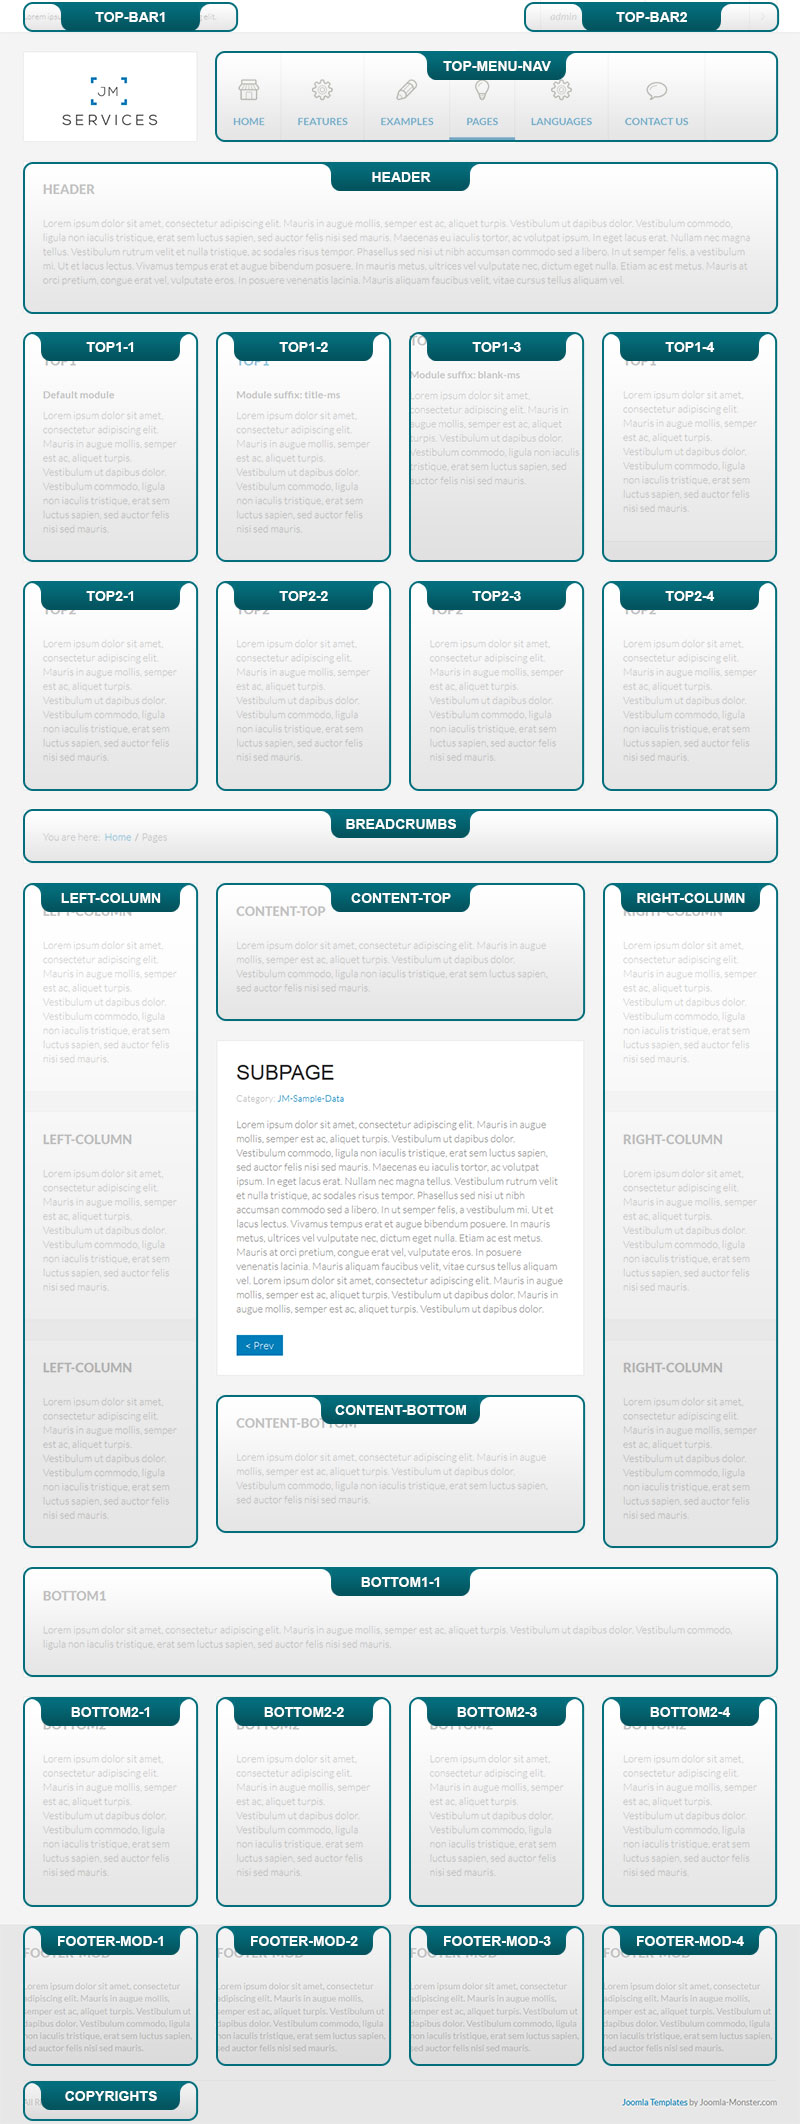 TOP-BAR1
TOP-BAR2
admin
JM
SERVICES
TOP-MENU-NAV
HOME FEATURES EXAMPLES PAGES LANGUAGES CONTACT US
HEADER
HEADER
Lorem ipsum dolor sit amet, consectetur adipiscing elit. Mauris in augue mollis, semper est ac, aliquet turpis. Vestibulum ut dapibus dolor. Vestibulum commodo,
ligula non iaculis tristique, erat sem luctus sapien, sed auctor felis nisi sed mauris. Maecenas eu iaculis tortor, ac volutpat ipsum. In eget lacus erat. Nullam nec magna
tellus. Vestibulum rutrum velit et nulla tristique, ac sodales risus tempor. Phasellus sed nisi ut nibh accumsan commodo sed a libero. In ut semper felis, a vestibulum
mi. Ut et lacus lectus. Vivamus tempus erat et augue bibendum posuere. In mauris metus, ultrices vel vulputate nec, dictum eget nulla. Etiam ac est metus. Mauris at
orci pretium, congue erat vel, vulputate eros. In posuere venenatis lacinia. Mauris aliquam faucibus velit, vitae cursus tellus aliquam vel.
TOP1-1
TOP1
Default module
Lorem ipsum dolor sit amet,
consectetur adipiscing elit.
Mauris in augue mollis, semper
est ac, aliquet turpis.
Vestibulum ut dapibus dolor.
Vestibulum commodo, ligula
non iaculis tristique, erat sem
luctus sapien, sed auctor felis
nisi sed mauris.
TOP1-2
TOP1
Module suffix: title-ms
Lorem ipsum dolor sit amet,
consectetur adipiscing elit.
Mauris in augue mollis, semper
est ac, aliquet turpis.
Vestibulum ut dapibus dolor.
Vestibulum commodo, ligula
non iaculis tristique, erat sem
luctus sapien, sed auctor felis
nisi sed mauris.
TOP1-3
Module suffix: blank-ms
Lorem ipsum dolor sit amet,
consectetur adipiscing elit.
Mauris in augue mollis, semper
est ac, aliquet turpis. Vestibulum
ut dapibus dolor.
Vestibulum commodo, ligula non iaculis
tristique, erat sem luctus sapien, sed
auctor felis nisi sed mauris.
TOP1-4
TOP1
Lorem ipsum dolor sit amet,
consectetur adipiscing elit.
Mauris in augue mollis, semper
est ac, aliquet turpis.
Vestibulum ut dapibus dolor.
Vestibulum commodo, ligula
non iaculis tristique, erat sem
luctus sapien, sed auctor felis
nisi sed mauris.
TOP2-1
TOP2
Lorem ipsum dolor sit amet,
consectetur adipiscing elit.
Mauris in augue mollis, semper
est ac, aliquet turpis.
Vestibulum ut dapibus dolor.
Vestibulum commodo, ligula
non iaculis tristique, erat sem
luctus sapien, sed auctor felis
nisi sed mauris.
TOP2-2
TOP2
Lorem ipsum dolor sit amet,
consectetur adipiscing elit.
Mauris in augue mollis, semper
est ac, aliquet turpis.
Vestibulum ut dapibus dolor.
Vestibulum commodo, ligula
non iaculis tristique, erat sem
luctus sapien, sed auctor felis
nisi sed mauris.
TOP2-3
TOP2
Lorem ipsum dolor sit amet,
consectetur adipiscing elit.
Mauris in augue mollis, semper
est ac, aliquet turpis.
Vestibulum ut dapibus dolor.
Vestibulum commodo, ligula
non iaculis tristique, erat sem
luctus sapien, sed auctor felis
nisi sed mauris.
TOP2-4
TOP2
Lorem ipsum dolor sit amet,
consectetur adipiscing elit.
Mauris in augue mollis, semper
est ac, aliquet turpis.
Vestibulum ut dapibus dolor.
Vestibulum commodo, ligula
non iaculis tristique, erat sem
luctus sapien, sed auctor felis
nisi sed mauris.
BREADCRUMBS
You are here: Home / Pages
LEFT-COLUMN
LEFT-COLUMN
Lorem ipsum dolor sit amet,
consectetur adipiscing elit.
Mauris in augue mollis, semper
est ac, aliquet turpis.
Vestibulum ut dapibus dolor.
Vestibulum commodo, ligula
non iaculis tristique, erat sem
luctus sapien, sed auctor felis
nisi sed mauris.
LEFT-COLUMN
Lorem ipsum dolor sit amet,
consectetur adipiscing elit.
Mauris in augue mollis, semper
est ac, aliquet turpis.
Vestibulum ut dapibus dolor.
Vestibulum commodo, ligula
non iaculis tristique, erat sem
luctus sapien, sed auctor felis
nisi sed mauris.
LEFT-COLUMN
Lorem ipsum dolor sit amet,
consectetur adipiscing elit.
Mauris in augue mollis, semper
est ac, aliquet turpis.
Vestibulum ut dapibus dolor.
Vestibulum commodo, ligula
non iaculis tristique, erat sem
luctus sapien, sed auctor felis
nisi sed mauris.
CONTENT-TOP
CONTENT-TOP
Lorem ipsum dolor sit amet, consectetur adipiscing elit. Mauris in augue
mollis, semper est ac, aliquet turpis. Vestibulum ut dapibus dolor.
Vestibulum commodo, ligula non iaculis tristique, erat sem luctus sapien,
sed auctor felis nisi sed mauris.
SUBPAGE
Category: JM-Sample-Data
Lorem ipsum dolor sit amet, consectetur adipiscing elit. Mauris in augue
mollis, semper est ac, aliquet turpis. Vestibulum ut dapibus dolor.
Vestibulum commodo, ligula non iaculis tristique, erat sem luctus sapien,
sed auctor felis nisi sed mauris. Maecenas eu iaculis tortor, ac volutpat
ipsum. In eget lacus erat. Nullam nec magna tellus. Vestibulum rutrum velit
et nulla tristique, ac sodales risus tempor. Phasellus sed nisi ut nibh
accumsan commodo sed a libero. In ut semper felis, a vestibulum mi. Ut et
lacus lectus. Vivamus tempus erat et augue bibendum posuere. In mauris
metus, ultrices vel vulputate nec, dictum eget nulla. Etiam ac est metus.
Mauris at orci pretium, congue erat vel, vulputate eros. In posuere
venenatis lacinia. Mauris aliquam faucibus velit, vitae cursus tellus aliquam
vel. Lorem ipsum dolor sit amet, consectetur adipiscing elit. Mauris in augue
mollis, semper est ac, aliquet turpis. Vestibulum ut dapibus dolor.
< Prev
CONTENT-BOTTOM
CONTENT-BOTTOM
Lorem ipsum dolor sit amet, consectetur adipiscing elit. Mauris in augue
mollis, semper est ac, aliquet turpis. Vestibulum ut dapibus dolor.
Vestibulum commodo, ligula non iaculis tristique, erat sem luctus sapien,
sed auctor felis nisi sed mauris.
RIGHT-COLUMN
RIGHT-COLUMN
Lorem ipsum dolor sit amet,
consectetur adipiscing elit.
Mauris in augue mollis, semper
est ac, aliquet turpis.
Vestibulum ut dapibus dolor.
Vestibulum commodo, ligula
non iaculis tristique, erat sem
luctus sapien, sed auctor felis
nisi sed mauris.
RIGHT-COLUMN
Lorem ipsum dolor sit amet,
consectetur adipiscing elit.
Mauris in augue mollis, semper
est ac, aliquet turpis.
Vestibulum ut dapibus dolor.
Vestibulum commodo, ligula
non iaculis tristique, erat sem
luctus sapien, sed auctor felis
nisi sed mauris.
RIGHT-COLUMN
Lorem ipsum dolor sit amet,
consectetur adipiscing elit.
Mauris in augue mollis, semper
est ac, aliquet turpis.
Vestibulum ut dapibus dolor.
Vestibulum commodo, ligula
non iaculis tristique, erat sem
luctus sapien, sed auctor felis
nisi sed mauris.
BOTTOM1-1
BOTTOM1
Lorem ipsum dolor sit amet, consectetur adipiscing elit. Mauris in augue mollis, semper est ac, aliquet turpis. Vestibulum ut dapibus dolor. Vestibulum commodo,
ligula non iaculis tristique, erat sem luctus sapien, sed auctor felis nisi sed mauris.
BOTTOM2-1
BOTTOM2
Lorem ipsum dolor sit amet,
consectetur adipiscing elit.
Mauris in augue mollis, semper
est ac, aliquet turpis.
Vestibulum ut dapibus dolor.
Vestibulum commodo, ligula
non iaculis tristique, erat sem
luctus sapien, sed auctor felis
nisi sed mauris.
BOTTOM2-2
BOTTOM2
Lorem ipsum dolor sit amet,
consectetur adipiscing elit.
Mauris in augue mollis, semper
est ac, aliquet turpis.
Vestibulum ut dapibus dolor.
Vestibulum commodo, ligula
non iaculis tristique, erat sem
luctus sapien, sed auctor felis
nisi sed mauris.
BOTTOM2-3
BOTTOM2
Lorem ipsum dolor sit amet,
consectetur adipiscing elit.
Mauris in augue mollis, semper
est ac, aliquet turpis.
Vestibulum ut dapibus dolor.
Vestibulum commodo, ligula
non iaculis tristique, erat sem
luctus sapien, sed auctor felis
nisi sed mauris.
BOTTOM2-4
BOTTOM2
Lorem ipsum dolor sit amet,
consectetur adipiscing elit.
Mauris in augue mollis, semper
est ac, aliquet turpis.
Vestibulum ut dapibus dolor.
Vestibulum commodo, ligula
non iaculis tristique, erat sem
luctus sapien, sed auctor felis
nisi sed mauris.
FOOTER-MOD-1
FOOTER-MOD
Lorem ipsum dolor sit amet, consectetur
adipiscing elit. Mauris in augue mollis,
semper est ac, aliquet turpis. Vestibulum ut
dapibus dolor. Vestibulum commodo, ligula
non iaculis tristique, erat sem luctus sapien,
sed auctor felis nisl sed mauris.
FOOTER-MOD-2
FOOTER-MOD
Lorem ipsum dolor sit amet, consectetur
adipiscing elit. Mauris in augue mollis,
semper est ac, aliquet turpis. Vestibulum ut
dapibus dolor. Vestibulum commodo, ligula
non iaculis tristique, erat sem luctus sapien,
sed auctor felis nisl sed mauris.
FOOTER-MOD-3
FOOTER-MOD
Lorem ipsum dolor sit amet, consectetur
adipiscing elit. Mauris in augue mollis,
semper est ac, aliquet turpis. Vestibulum ut
dapibus dolor. Vestibulum commodo, ligula
non iaculis tristique, erat sem luctus sapien,
sed auctor felis nisl sed mauris.
FOOTER-MOD-4
FOOTER-MOD
Lorem ipsum dolor sit amet, consectetur
adipiscing elit. Mauris in augue mollis,
semper est ac, aliquet turpis. Vestibulum ut
dapibus dolor. Vestibulum commodo, ligula
non iaculis tristique, erat sem luctus sapien,
sed auctor felis nisl sed mauris.
COPYRIGHTS
Joomla Templates by Joomla-Monster.com